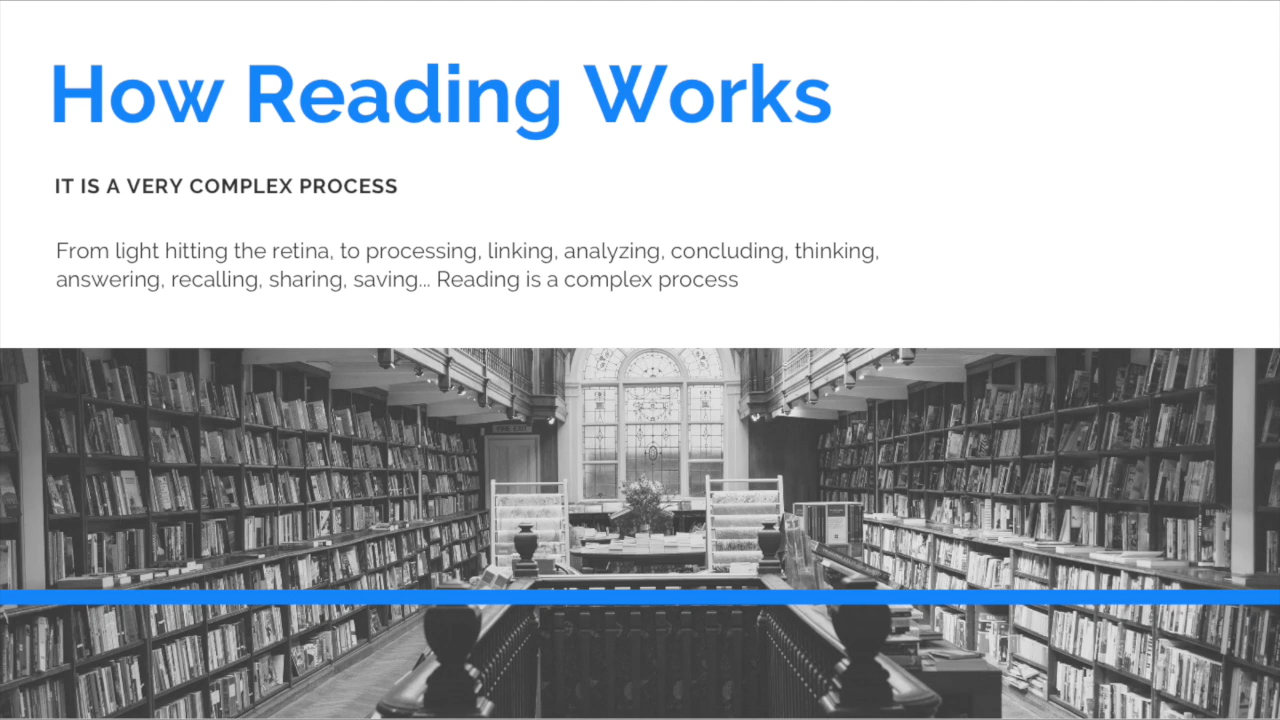 How Reading Works
IT IS A VERY COMPLEX PROCESS
From light hitting the retina, to processing, linking, analyzing, concluding, thinking,
answering, recalling, sharing, saving... Reading is a complex process